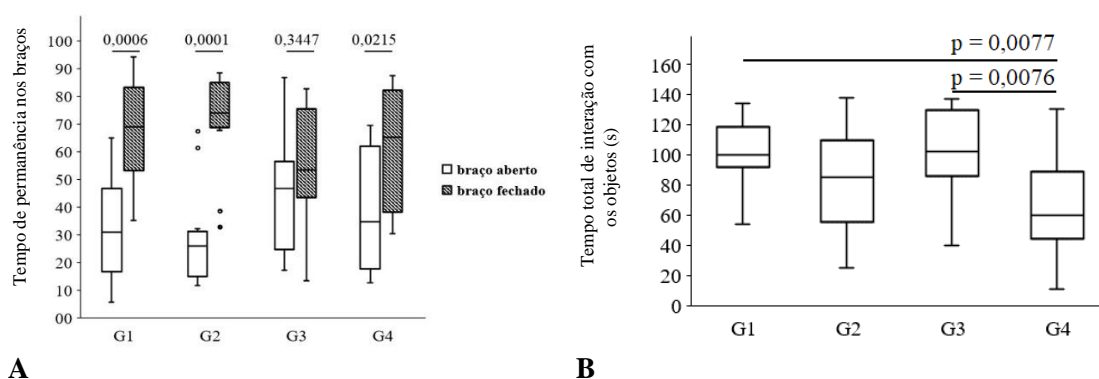 Tempo de permanência nos braços
100
90
80
70
60
50
40
30
20
10
00
0,0006
0,0001
0,3447
0,0215
G1
G2
G3
G4
braço aberto
braço fechado
A
Tempo total de interação com
os objetos (s)
160
140
120
100
80
60
40
20
0
p = 0,0077
p = 0,0076
G1
G2
G3
G4
B